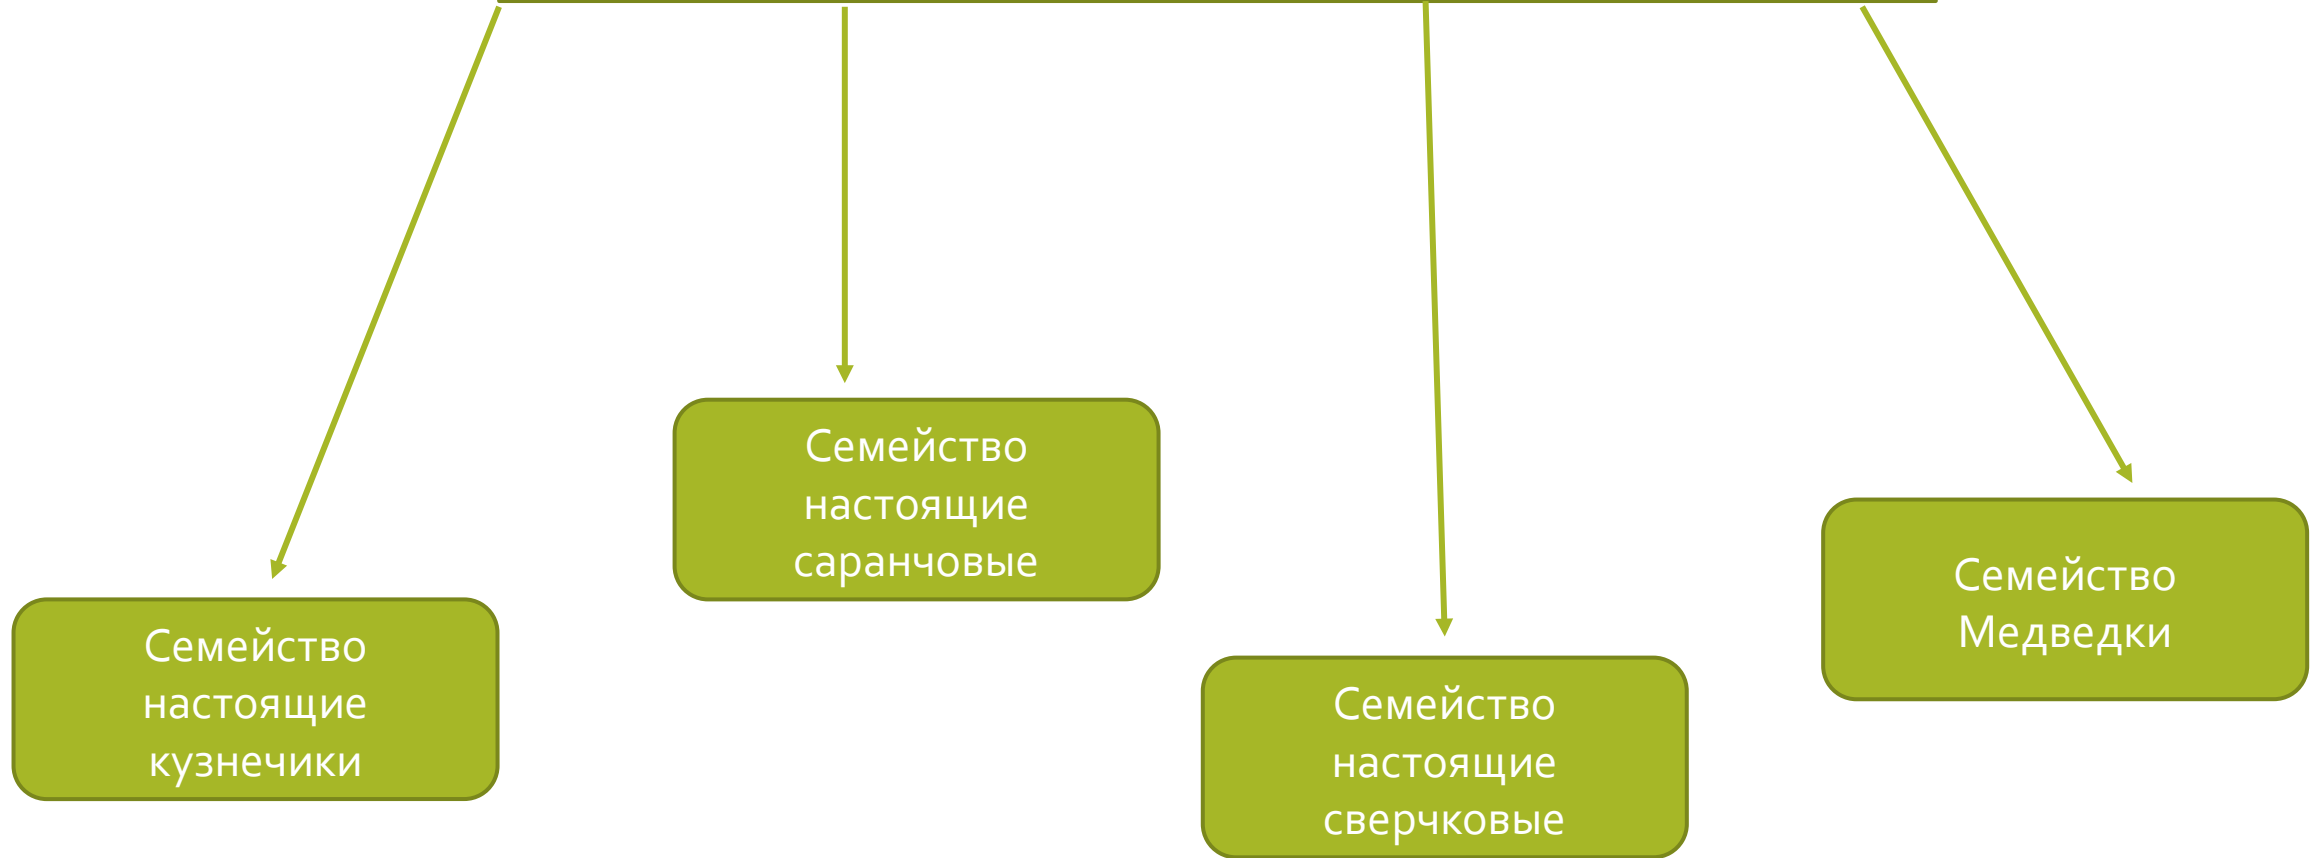 Семейство
настоящие
кузнечики
Семейство
настоящие
саранчовые
Семейство
настоящие
сверчковые
Семейство
Медведки